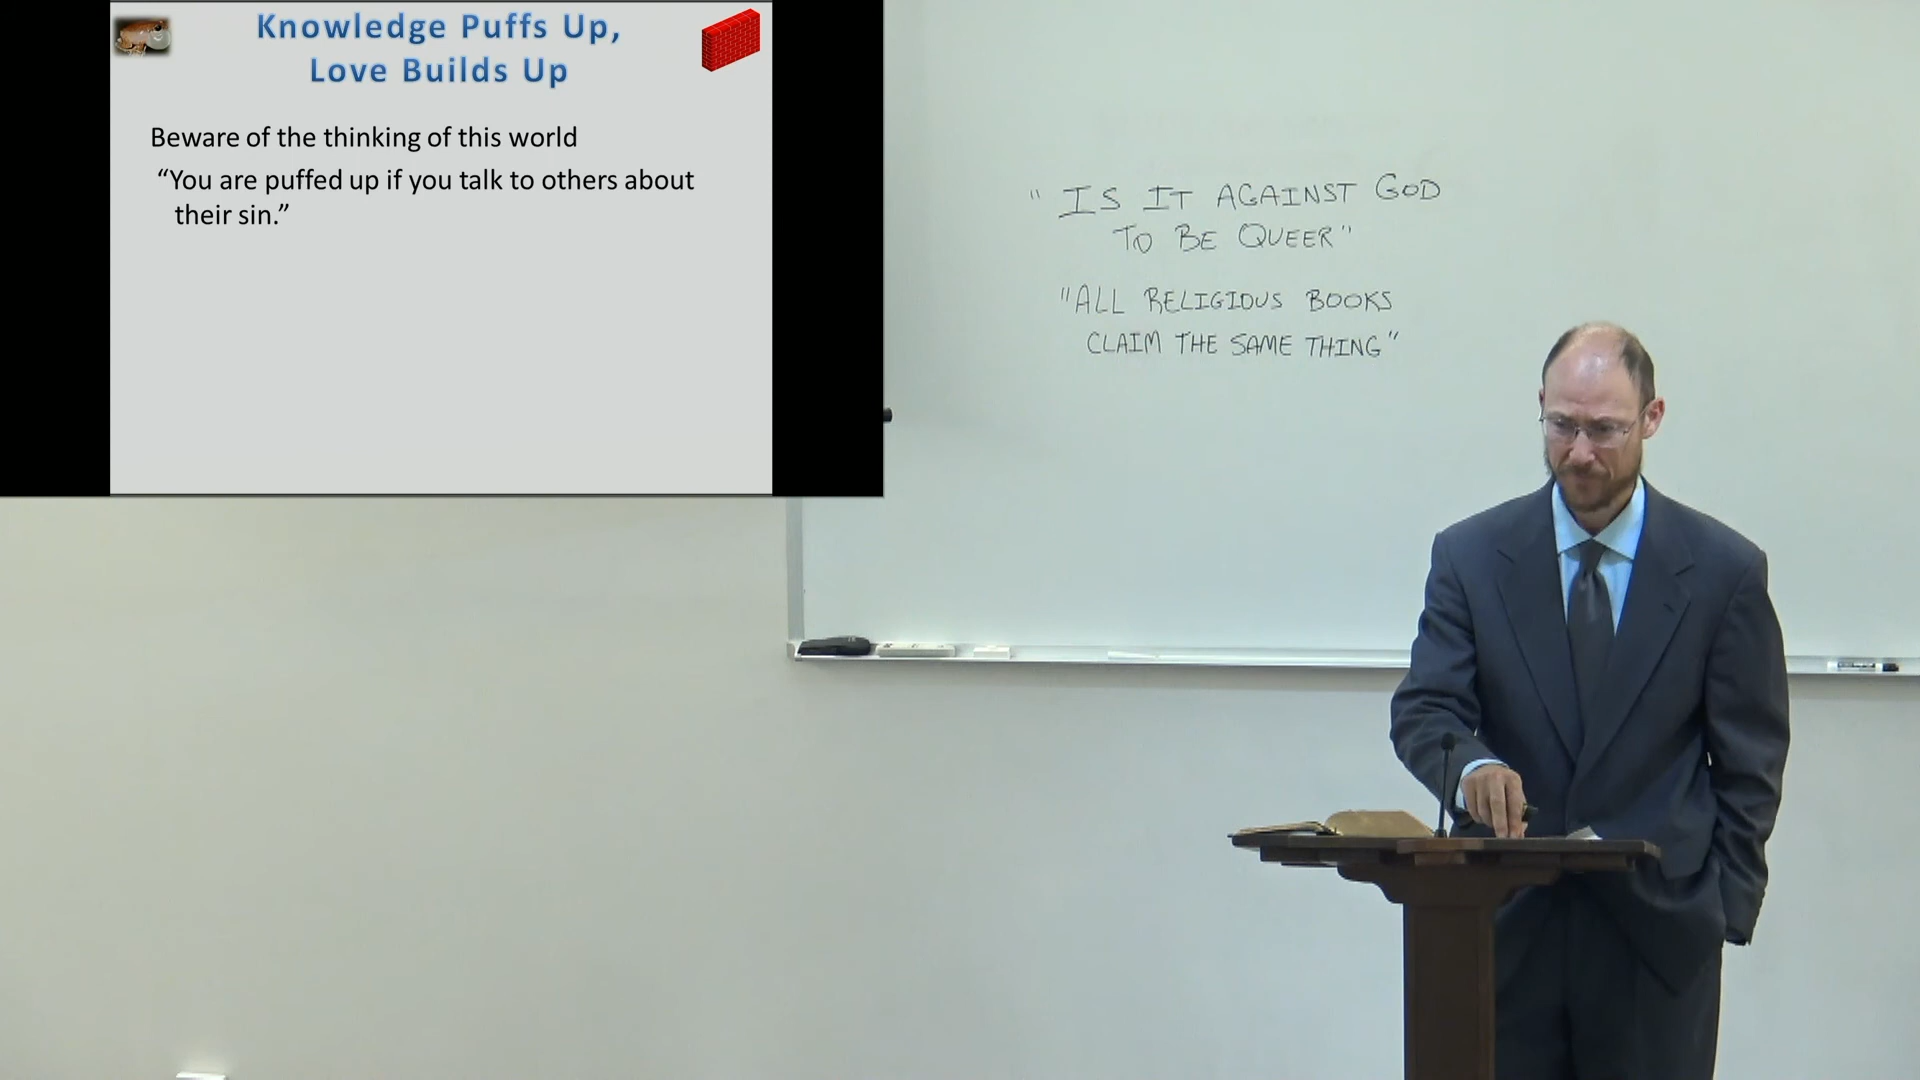 Knowledge Puffs Up,
Love Builds Up
Beware of the thinking of this world
“You are puffed up if you talk to others about
their sin.”
" IS IT AGAINST GOD
TO BE QUEER"
"ALL RELIGIOUS BOOKS
CLAIM THE SAME THING"